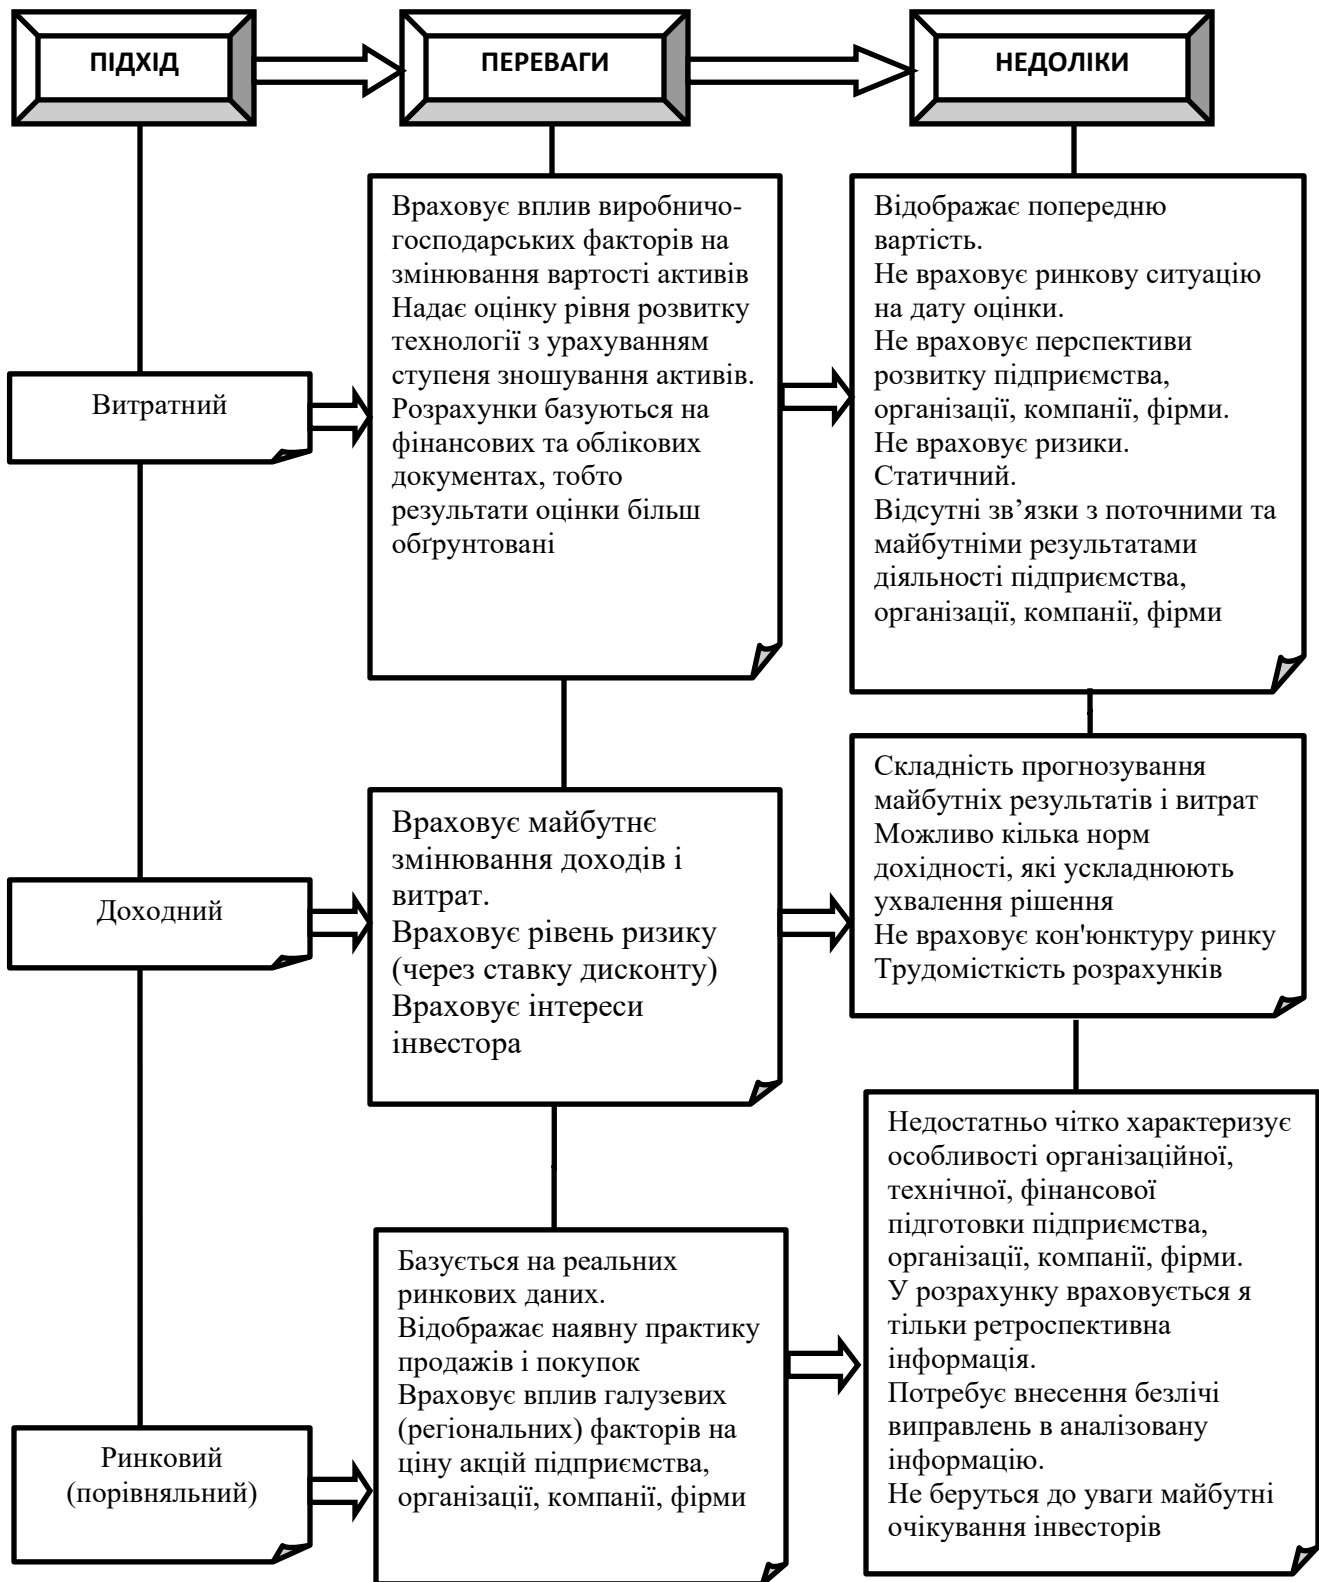 ПІДХІД
ПЕРЕВАГИ
НЕДОЛІКИ
Витратний
Враховує вплив виробничо-
господарських факторів на
змінювання вартості активів
Надає оцінку рівня розвитку
технології з урахуванням
ступеня зношування активів.
Розрахунки базуються на
фінансових та облікових
документах, тобто
результати оцінки більш
обґрунтовані
Відображає попередню
вартість.
Не враховує ринкову ситуацію
на дату оцінки.
Не враховує перспективи
розвитку підприємства,
організації, компанії, фірми.
Не враховує ризики.
Статичний.
Відсутні зв’язки з поточними та
майбутніми результатами
діяльності підприємства,
організації, компанії, фірми
Доходний
Враховує майбутнє
змінювання доходів і
витрат.
Враховує рівень ризику
(через ставку дисконту)
Враховує інтереси
інвестора
Складність прогнозування
майбутніх результатів і витрат
Можливо кілька норм
дохідності, які ускладнюють
ухвалення рішення
Не враховує кон'юнктуру ринку
Трудомісткість розрахунків
Ринковий
(порівняльний)
Базується на реальних
ринкових даних.
Відображає наявну практику
продажів і покупок
Враховує вплив галузевих
(регіональних) факторів на
ціну акцій підприємства,
організації, компанії, фірми
Недостатньо чітко характеризує
особливості організаційної,
технічної, фінансової
підготовки підприємства,
організації, компанії, фірми.
У розрахунку враховується я
тільки ретроспективна
інформація.
Потребує внесення безлічі
виправлень в аналізовану
інформацію.
Не беруться до уваги майбутні
очікування інвесторів